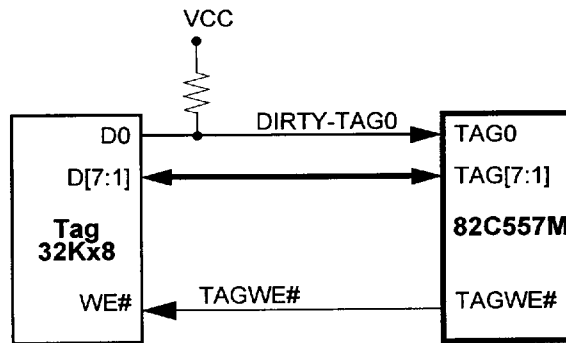 VCC
D0
DIRTY-TAG0
TAG0
D[7:1]
TAG[7:1]
Tag
32Kx8
82C557M
WE#
TAGWE#
TAGWE#